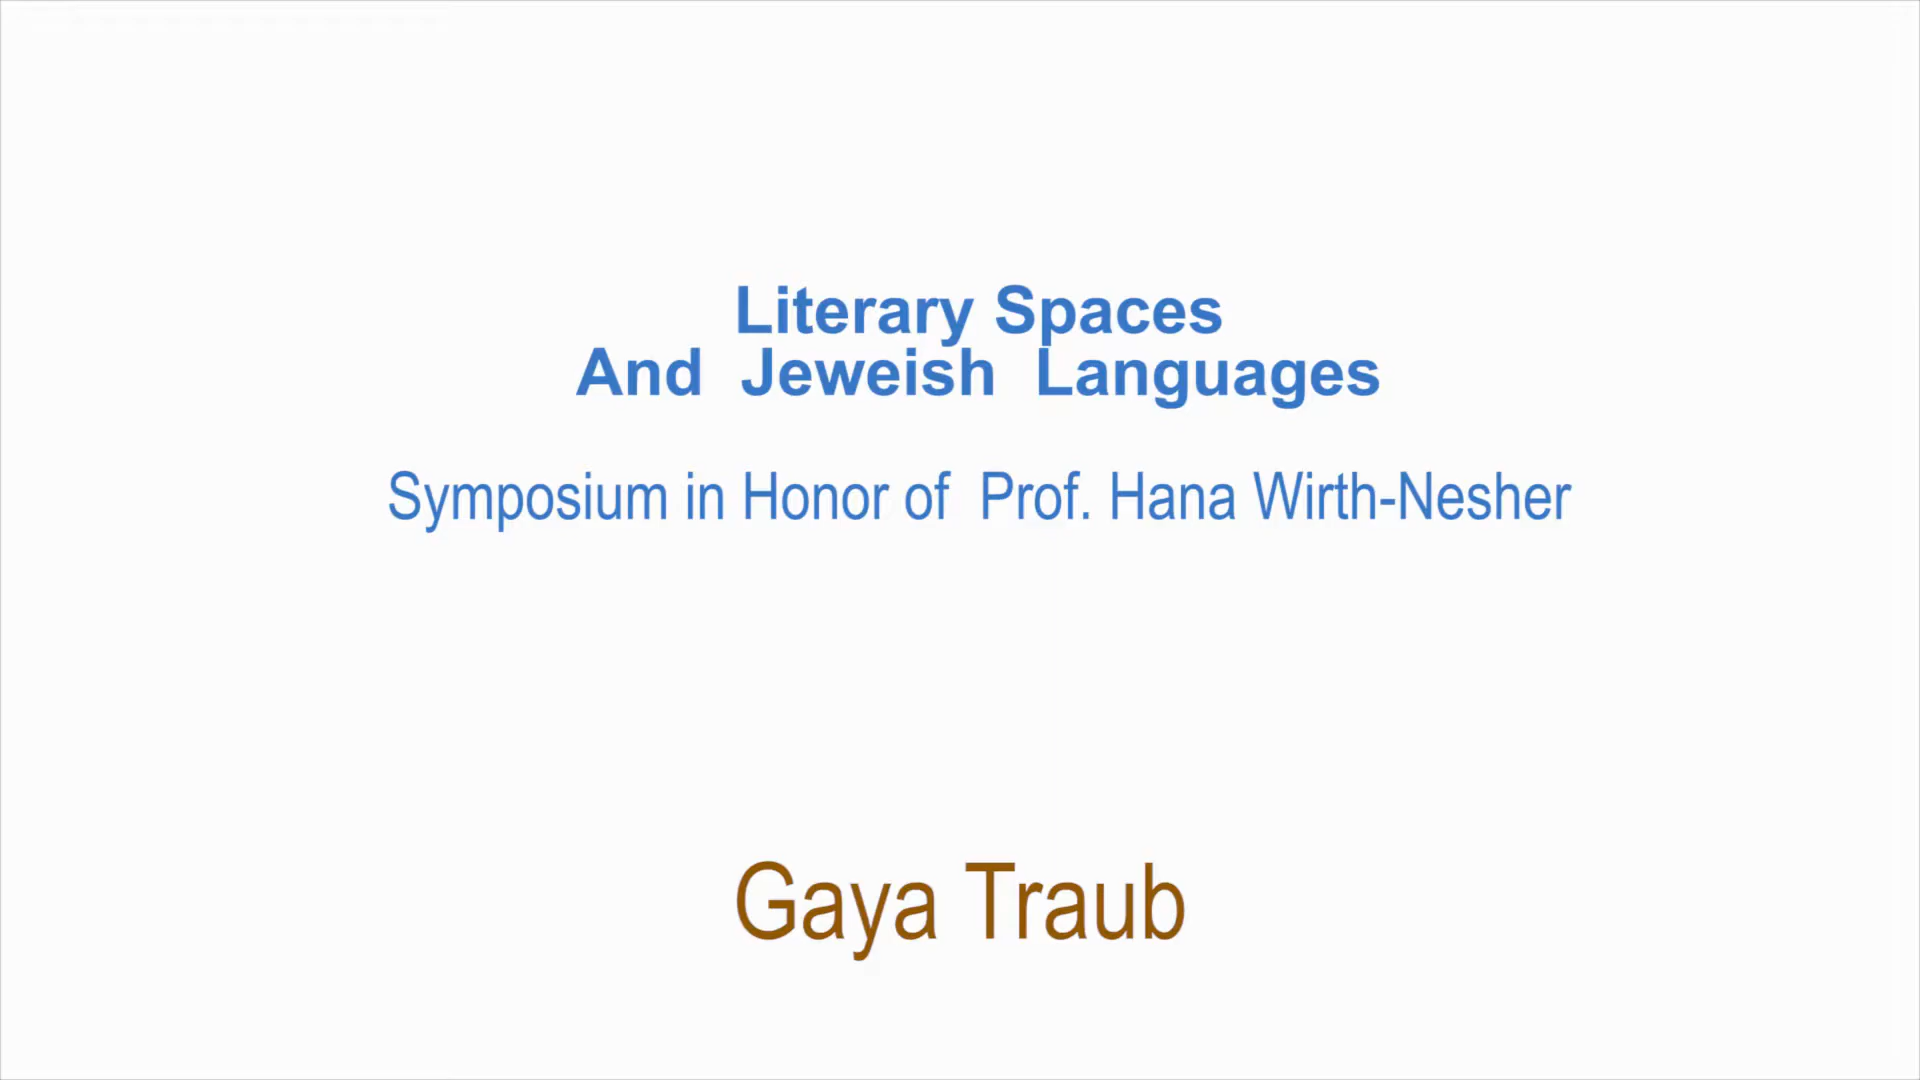 Literary Spaces
And Jeweish Languages
Symposium in Honor of Prof. Hana Wirth-Nesher
Gaya Traub